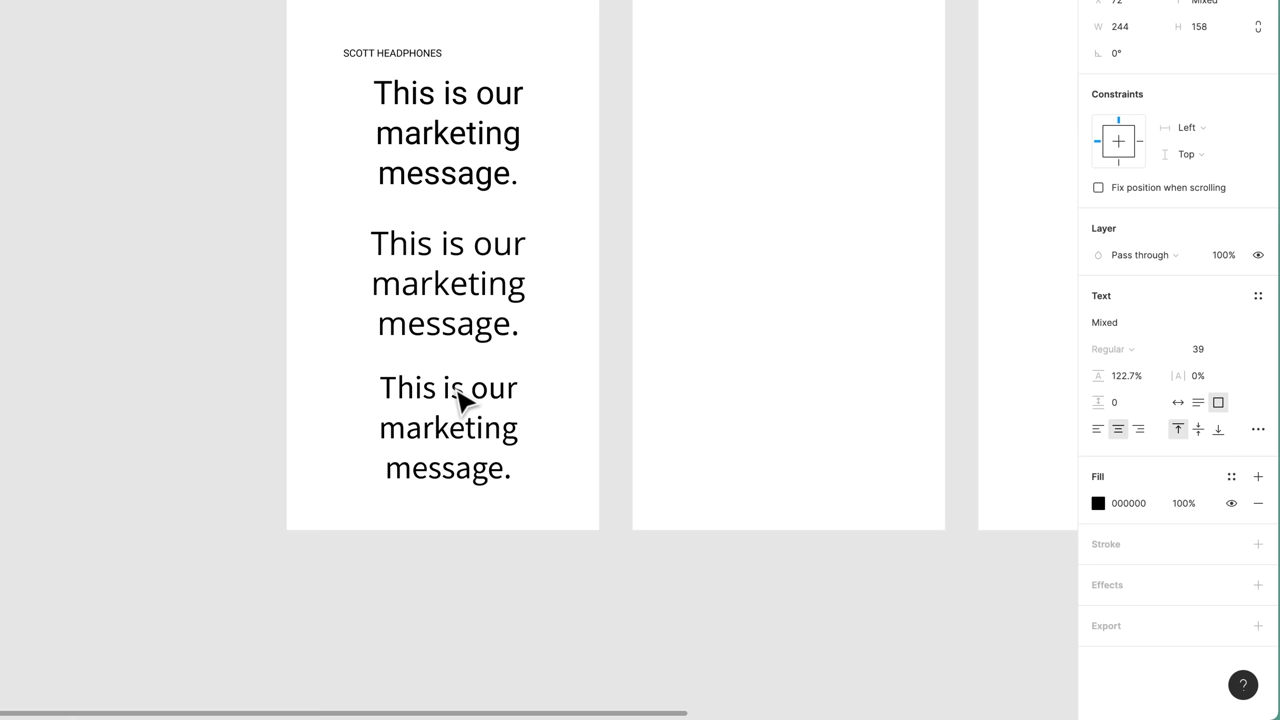 SCOTT HEADPHONES
This is our
marketing
message.
This is our
marketing
message.
This is our
marketing
message.
X 72 Y Mixed
W 244 H 158
0°
Constraints
Left
Top
Fix position when scrolling
Layer
Pass through 100%
Text
Mixed
Regular 39
122.7% |A| 0%
0
Fill
000000 100%
Stroke
Effects
Export
?